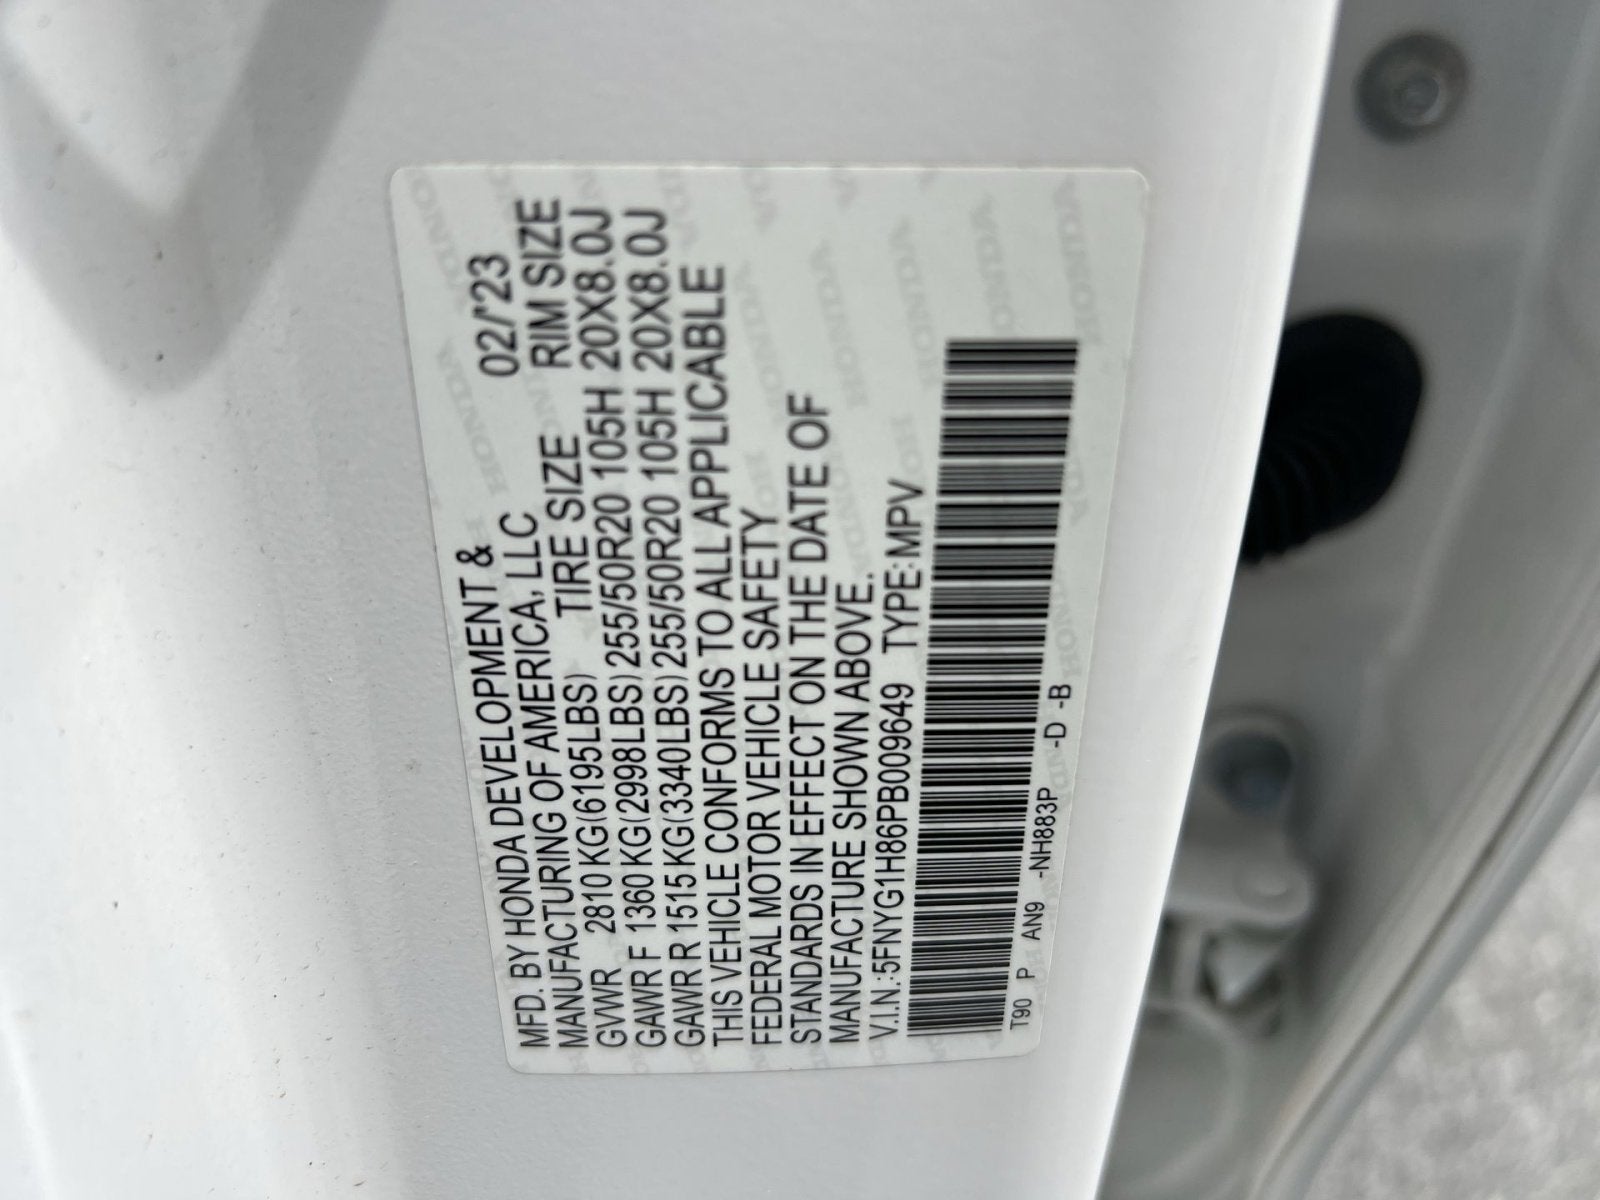 MFD. BY HONDA DEVELOPMENT & 02/'23
MANUFACTURING OF AMERICA, LLC TIRE SIZE RIM SIZE
GVWR 2810 KG(6195LBS)
GAWR F 1360 KG(2998LBS) 255/50R20 105H 20X8.0J
GAWR R 1515 KG(3340LBS) 255/50R20 105H 20X8.0J
THIS VEHICLE CONFORMS TO ALL APPLICABLE
FEDERAL MOTOR VEHICLE SAFETY
STANDARDS IN EFFECT ON THE DATE OF
MANUFACTURE SHOWN ABOVE.
V.I.N.:5FNYG1H86PB009649 TYPE:MPV
T90 P AN9 -NH883P -D -B